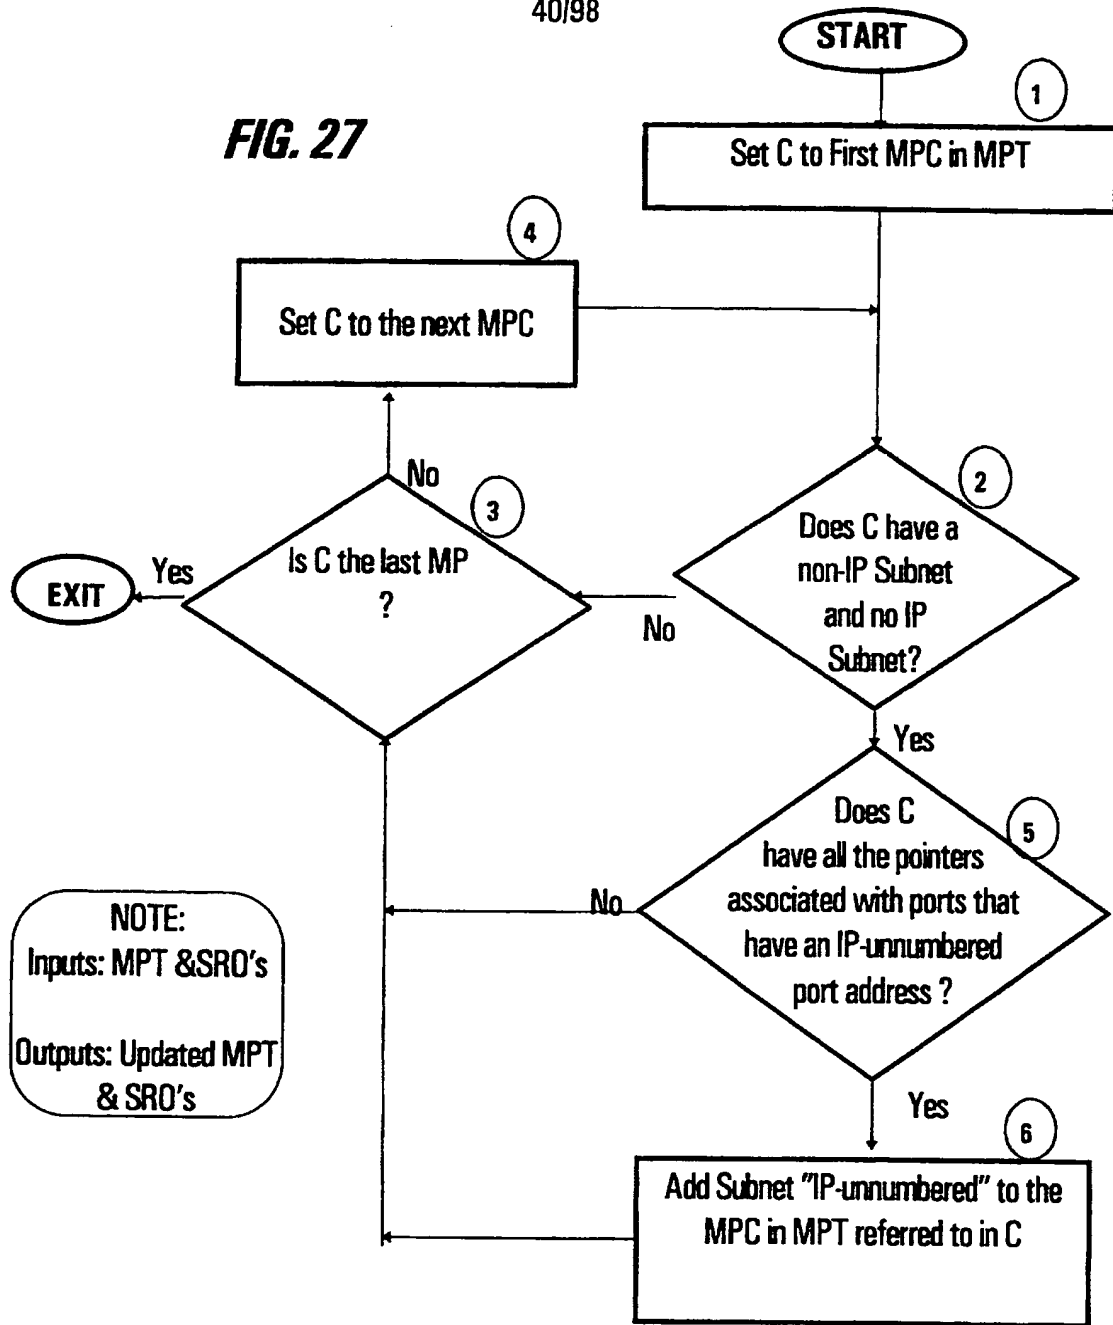 40/98
START
FIG. 27
1
Set C to First MPC in MPT
4
Set C to the next MPC
No
3
Is C the last MP
?
Yes
EXIT
2
Does C have a
non-IP Subnet
and no IP
Subnet?
No
Yes
5
Does C
have all the pointers
associated with ports that
have an IP-unnumbered
port address ?
No
Yes
6
Add Subnet "IP-unnumbered" to the
MPC in MPT referred to in C
NOTE:
Inputs: MPT &SRO's
Outputs: Updated MPT
& SRO's